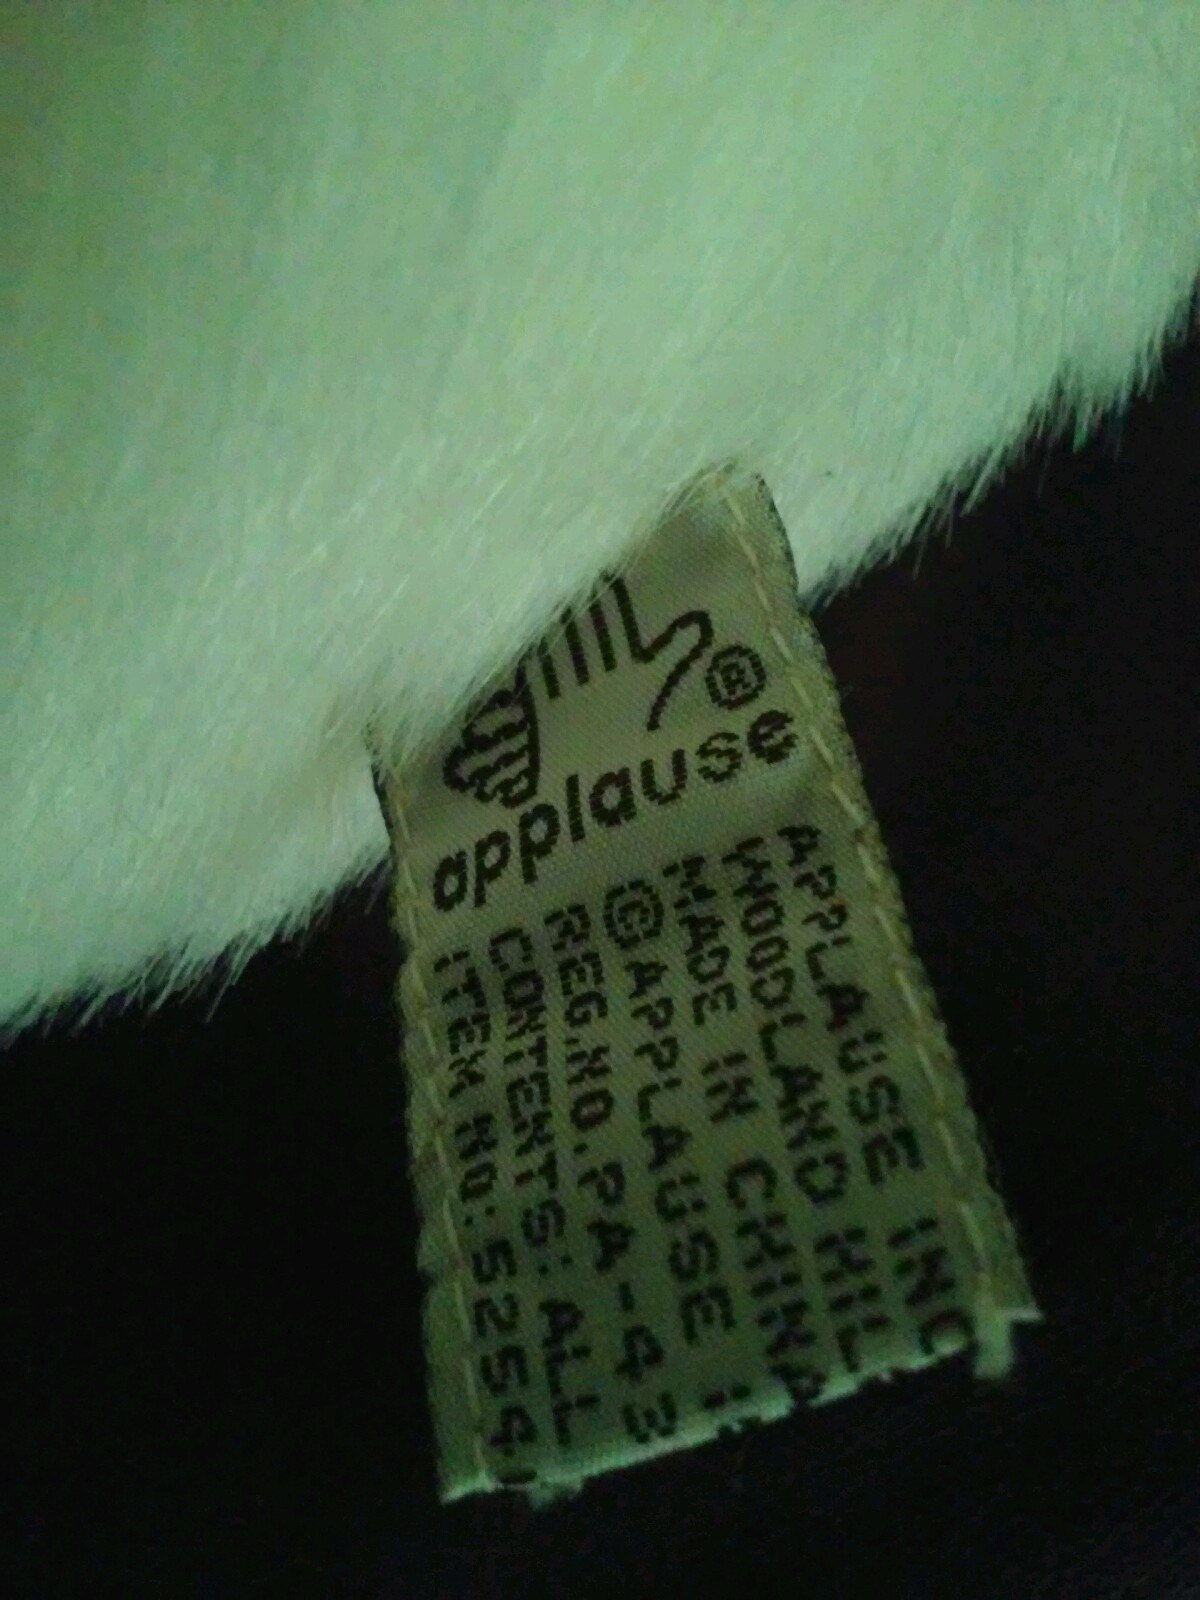 ®
applause
APPLAUSE INC
WOODLAND HIL
MADE IN CHINA
© APPLAUSE
REG.NO.PA-43
CONTENTS: ALL
ITEM NO: 5254